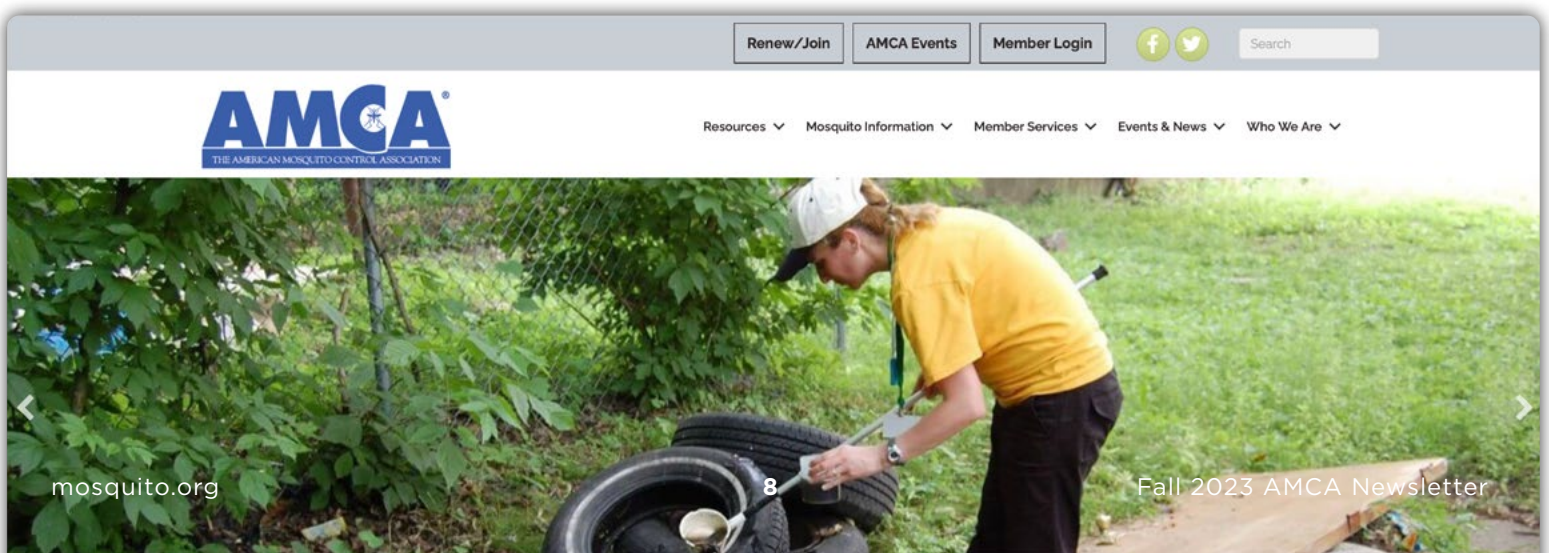 Renew/Join AMCA Events Member Login Search
AMCA®
THE AMERICAN MOSQUITO CONTROL ASSOCIATION
Resources Mosquito Information Member Services Events & News Who We Are
mosquito.org 8 Fall 2023 AMCA Newsletter